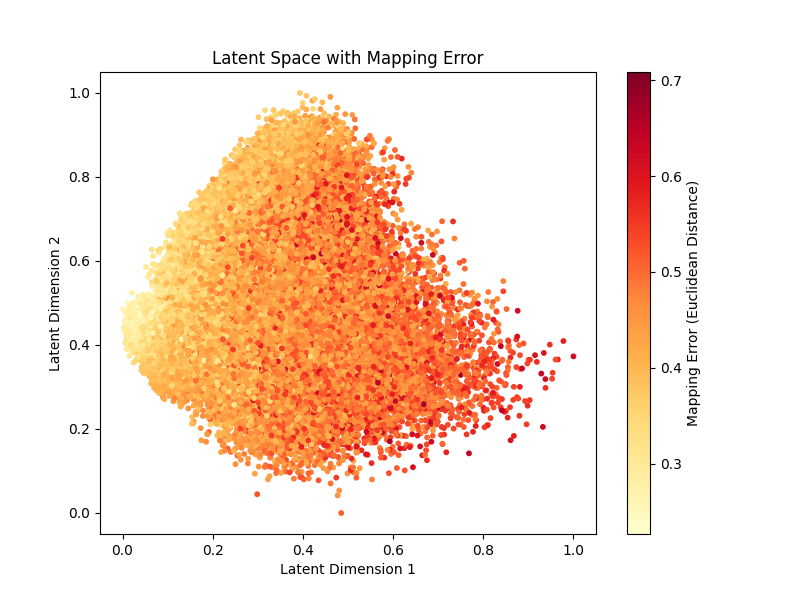 Latent Space with Mapping Error
1.0
0.8
0.6
0.4
0.2
0.0
Latent Dimension 2
0.0 0.2 0.4 0.6 0.8 1.0
Latent Dimension 1
0.7
0.6
0.5
0.4
0.3
Mapping Error (Euclidean Distance)